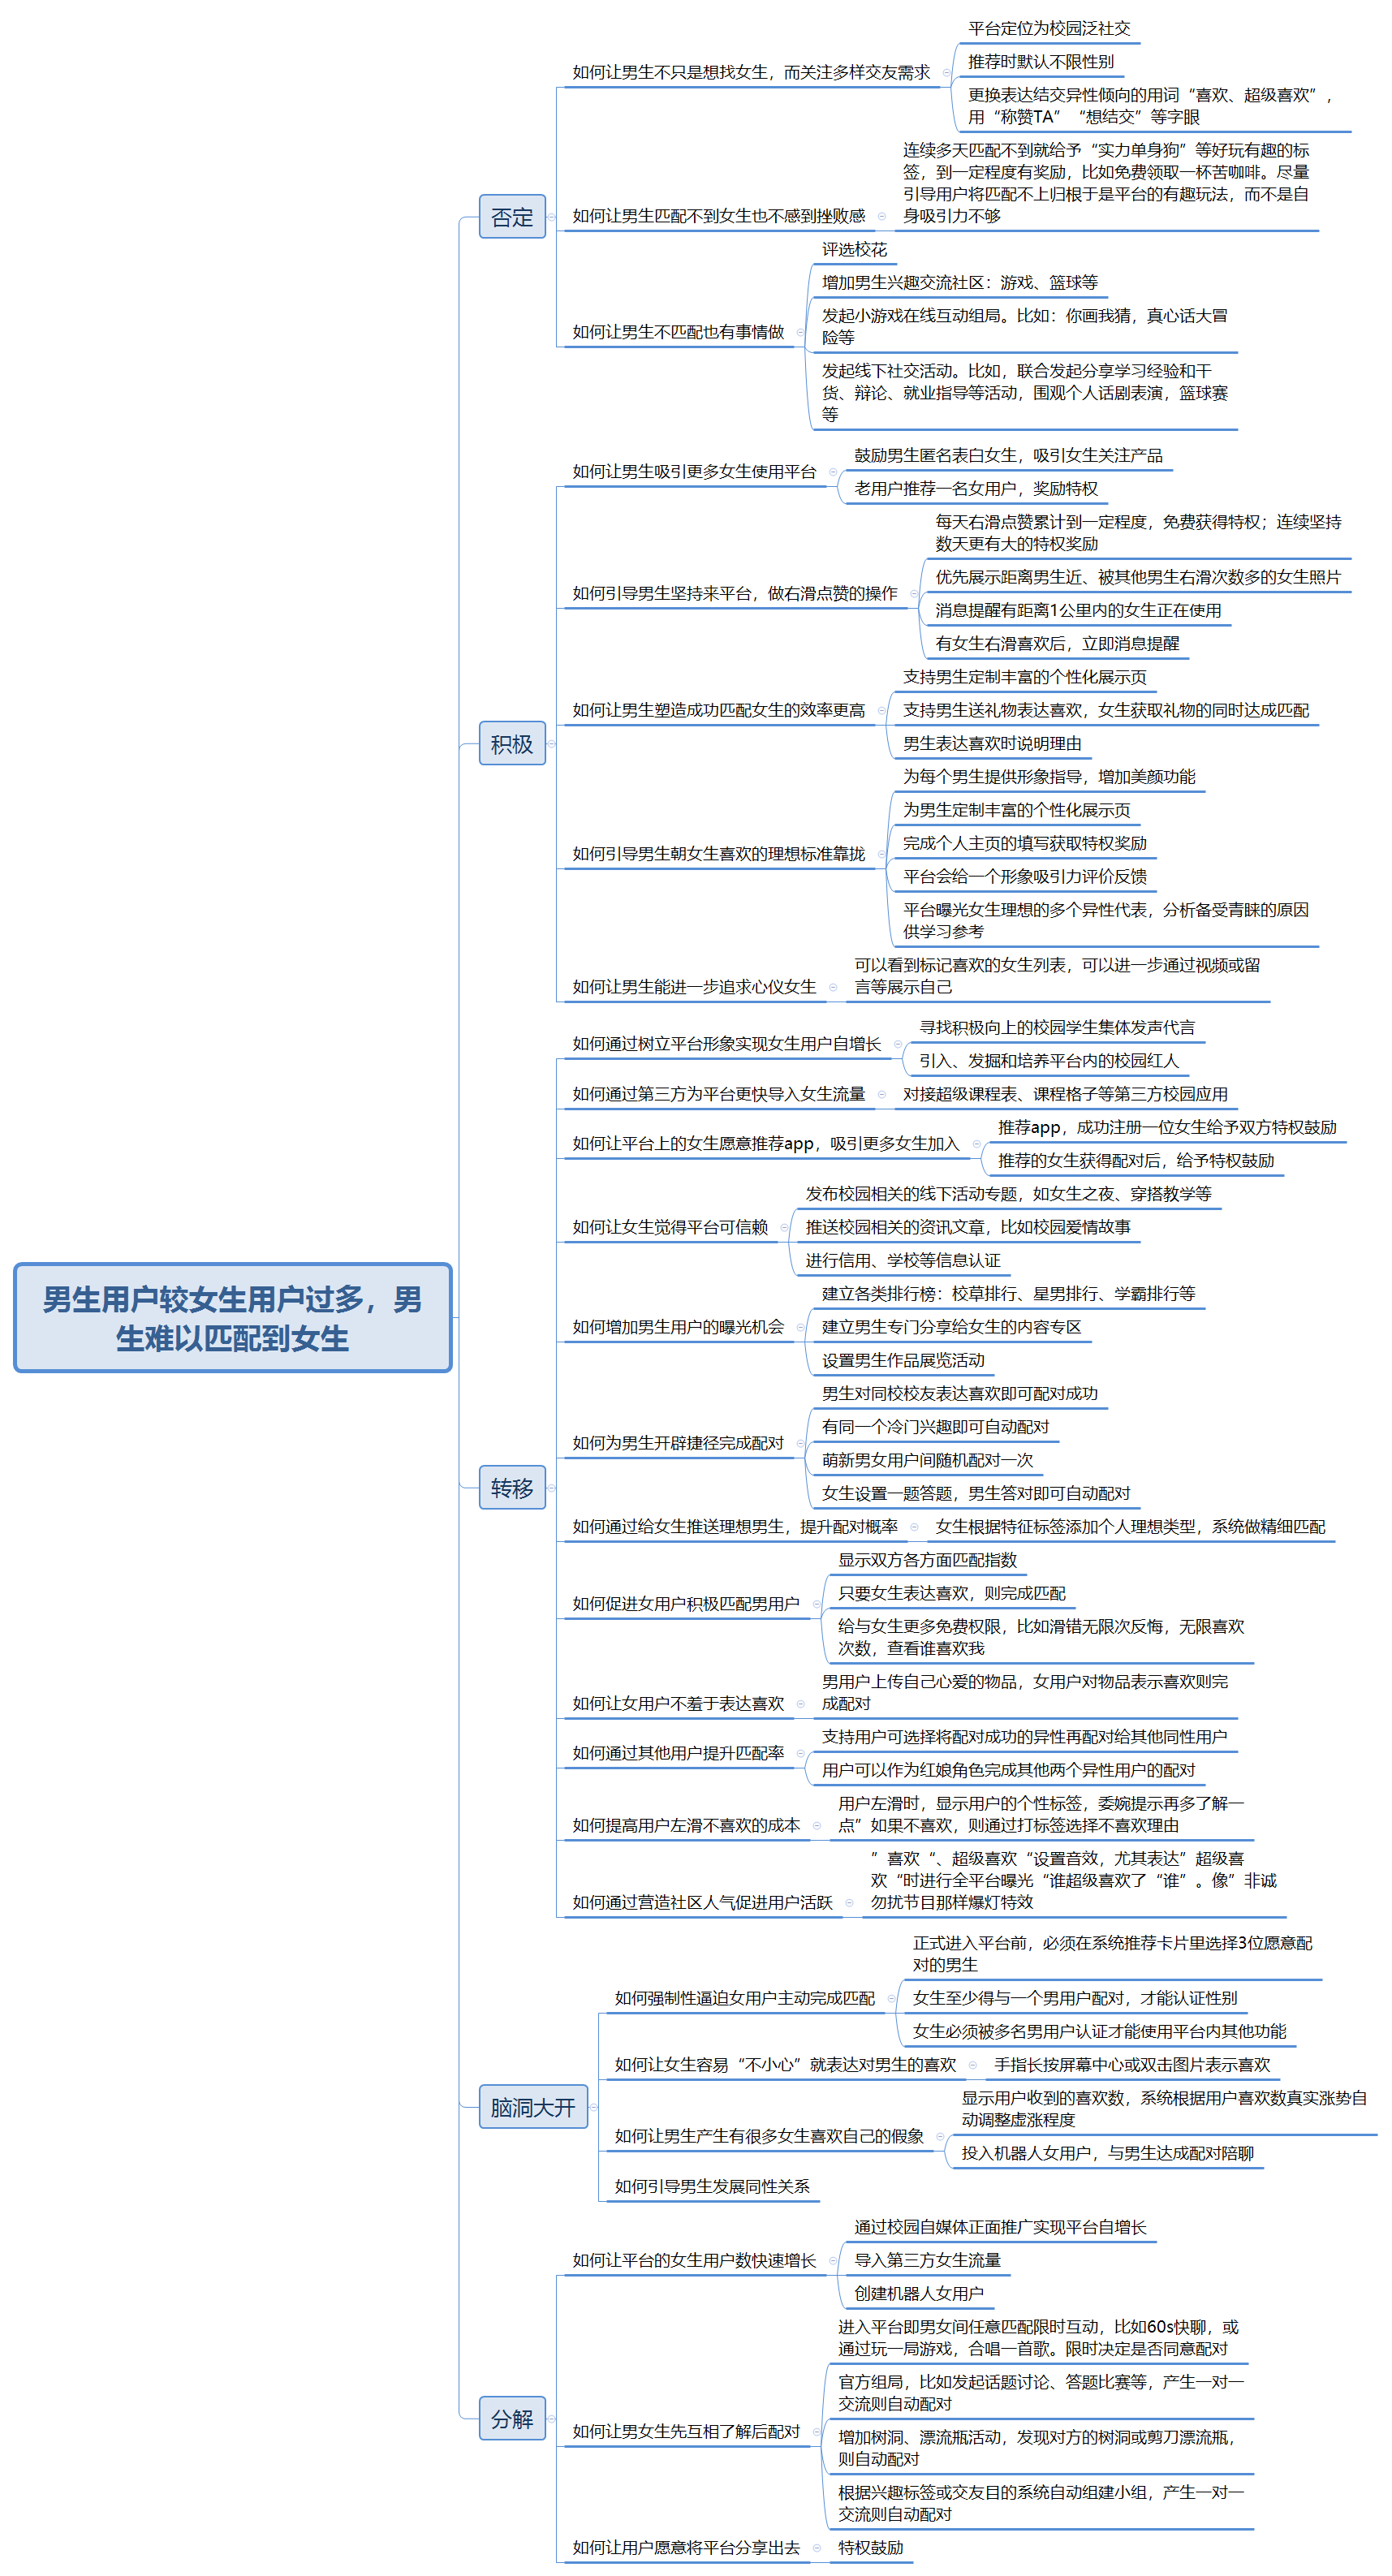 男生用户较女生用户过多，男
生难以匹配到女生
否定
如何让男生不只是想找女生，而关注多样交友需求
平台定位为校园泛社交
推荐时默认不限性别
更换表达结交异性倾向的用词“喜欢、超级喜欢”，
用“称赞TA”“想结交”等字眼
如何让男生匹配不到女生也不感到挫败感
连续多天匹配不到就给予“实力单身狗”等好玩有趣的标
签，到一定程度有奖励，比如免费领取一杯苦咖啡。尽量
引导用户将匹配不上归根于是平台的有趣玩法，而不是自
身吸引力不够
如何让男生不匹配也有事情做
评选校花
增加男生兴趣交流社区：游戏、篮球等
发起小游戏在线互动组局。比如：你画我猜，真心话大冒
险等
发起线下社交活动。比如，联合发起分享学习经验和干
货、辩论、就业指导等活动，围观个人话剧表演，篮球赛
等
积极
如何让男生吸引更多女生使用平台
鼓励男生匿名表白女生，吸引女生关注产品
老用户推荐一名女用户，奖励特权
如何引导男生坚持来平台，做右滑点赞的操作
每天右滑点赞累计到一定程度，免费获得特权；连续坚持
数天更有大的特权奖励
优先展示距离男生近、被其他男生右滑次数多的女生照片
消息提醒有距离1公里内的女生正在使用
有女生右滑喜欢后，立即消息提醒
如何让男生塑造成功匹配女生的效率更高
支持男生定制丰富的个性化展示页
支持男生送礼物表达喜欢，女生获取礼物的同时达成匹配
男生表达喜欢时说明理由
如何引导男生朝女生喜欢的理想标准靠拢
为每个男生提供形象指导，增加美颜功能
为男生定制丰富的个性化展示页
完成个人主页的填写获取特权奖励
平台会给一个形象吸引力评价反馈
平台曝光女生理想的多个异性代表，分析备受青睐的原因
供学习参考
如何让男生能进一步追求心仪女生
可以看到标记喜欢的女生列表，可以进一步通过视频或留
言等展示自己
转移
如何通过树立平台形象实现女生用户自增长
寻找积极向上的校园学生集体发声代言
引入、发掘和培养平台内的校园红人
如何通过第三方为平台更快导入女生流量
对接超级课程表、课程格子等第三方校园应用
如何让平台上的女生愿意推荐app，吸引更多女生加入
推荐app，成功注册一位女生给予双方特权鼓励
推荐的女生获得配对后，给予特权鼓励
如何让女生觉得平台可信赖
发布校园相关的线下活动专题，如女生之夜、穿搭教学等
推送校园相关的资讯文章，比如校园爱情故事
进行信用、学校等信息认证
如何增加男生用户的曝光机会
建立各类排行榜：校草排行、星男排行、学霸排行等
建立男生专门分享给女生的内容专区
设置男生作品展览活动
如何为男生开辟捷径完成配对
男生对同校校友表达喜欢即可配对成功
有同一个冷门兴趣即可自动配对
萌新男女用户间随机配对一次
女生设置一题答题，男生答对即可自动配对
如何通过给女生推送理想男生，提升配对概率
女生根据特征标签添加个人理想类型，系统做精细匹配
如何促进女用户积极匹配男用户
显示双方各方面匹配指数
只要女生表达喜欢，则完成匹配
给与女生更多免费权限，比如滑错无限次反悔，无限喜欢
次数，查看谁喜欢我
如何让女用户不羞于表达喜欢
男用户上传自己心爱的物品，女用户对物品表示喜欢则完
成配对
如何通过其他用户提升匹配率
支持用户可选择将配对成功的异性再配对给其他同性用户
用户可以作为红娘角色完成其他两个异性用户的配对
如何提高用户左滑不喜欢的成本
用户左滑时，显示用户的个性标签，委婉提示再多了解一
点”如果不喜欢，则通过打标签选择不喜欢理由
如何通过营造社区人气促进用户活跃
”喜欢“、超级喜欢“设置音效，尤其表达”超级喜
欢“时进行全平台曝光“谁超级喜欢了“谁”。像”非诚
勿扰节目那样爆灯特效
脑洞大开
如何强制性逼迫女用户主动完成匹配
正式进入平台前，必须在系统推荐卡片里选择3位愿意配
对的男生
女生至少得与一个男用户配对，才能认证性别
女生必须被多名男用户认证才能使用平台内其他功能
如何让女生容易“不小心”就表达对男生的喜欢
手指长按屏幕中心或双击图片表示喜欢
如何让男生产生有很多女生喜欢自己的假象
显示用户收到的喜欢数，系统根据用户喜欢数真实涨势自
动调整虚涨程度
投入机器人女用户，与男生达成配对陪聊
如何引导男生发展同性关系
分解
如何让平台的女生用户数快速增长
通过校园自媒体正面推广实现平台自增长
导入第三方女生流量
创建机器人女用户
如何让男女生先互相了解后配对
进入平台即男女间任意匹配限时互动，比如60s快聊，或
通过玩一局游戏，合唱一首歌。限时决定是否同意配对
官方组局，比如发起话题讨论、答题比赛等，产生一对一
交流则自动配对
增加树洞、漂流瓶活动，发现对方的树洞或剪刀漂流瓶，
则自动配对
根据兴趣标签或交友目的系统自动组建小组，产生一对一
交流则自动配对
如何让用户愿意将平台分享出去
特权鼓励